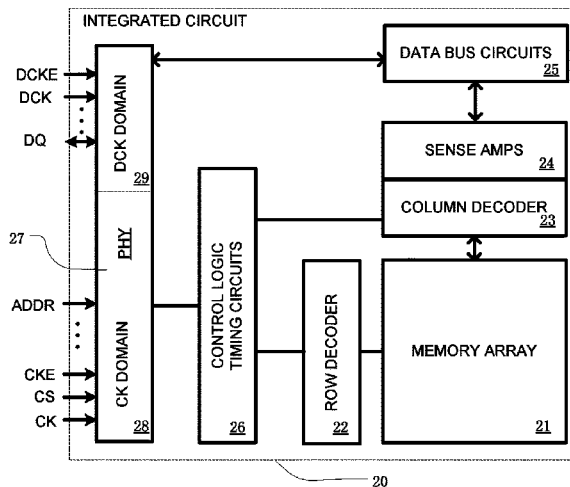 INTEGRATED CIRCUIT
DCKE
DCK
DQ
DCK DOMAIN
29
DATA BUS CIRCUITS
25
SENSE AMPS
24
COLUMN DECODER
23
27
PHY
ADDR
CKE
CS
CK
CK DOMAIN
28
CONTROL LOGIC
TIMING CIRCUITS
26
ROW DECODER
22
MEMORY ARRAY
21
20